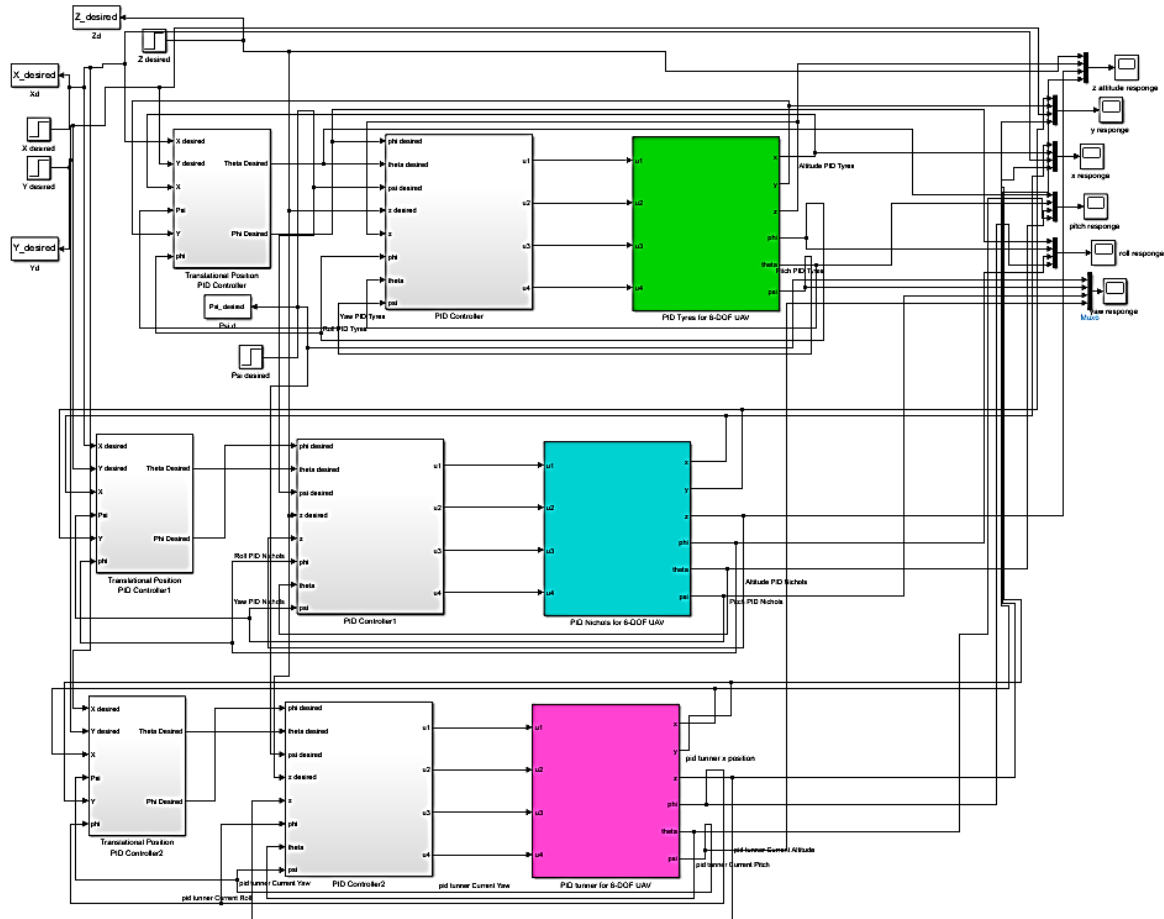 Z_desired
Zd
Z desired
X_desired
Xd
X desired
Y desired
Y_desired
Yd
z altitude responge
y responge
x responge
pitch responge
roll responge
yaw responge
X desired
Y desired
X
Psi
Y
phi
Theta Desired
Phi Desired
Translational Position
PID Controller
phi desired
theta desired
psi desired
z desired
z
phi
theta
psi
u1
u2
u3
u4
PID Controller
u1
u2
u3
u4
x
y
z
phi
theta
psi
PID Tyres for 6-DOF UAV
Altitude PID Tyres
Pitch PID Tyres
Yaw PID Tyres
Roll PID Tyres
Psi_desired
Psi d
Psi desired
X desired
Y desired
X
Psi
Y
phi
Theta Desired
Phi Desired
Translational Position
PID Controller1
phi desired
theta desired
psi desired
z desired
z
phi
theta
psi
u1
u2
u3
u4
PID Controller1
Roll PID Nichols
Yaw PID Nichols
u1
u2
u3
u4
x
y
z
phi
theta
psi
PID Nichols for 6-DOF UAV
Altitude PID Nichols
Pitch PID Nichols
X desired
Y desired
X
Psi
Y
phi
Theta Desired
Phi Desired
Translational Position
PID Controller2
phi desired
theta desired
psi desired
z desired
z
phi
theta
psi
u1
u2
u3
u4
PID Controller2
u1
u2
u3
u4
x
y
z
phi
theta
psi
PID tunner for 6-DOF UAV
pid tunner x position
pid tunner Current Altitude
pid tunner Current Pitch
pid tunner Current Yaw
pid tunner Current Yaw
pid tunner Current Roll